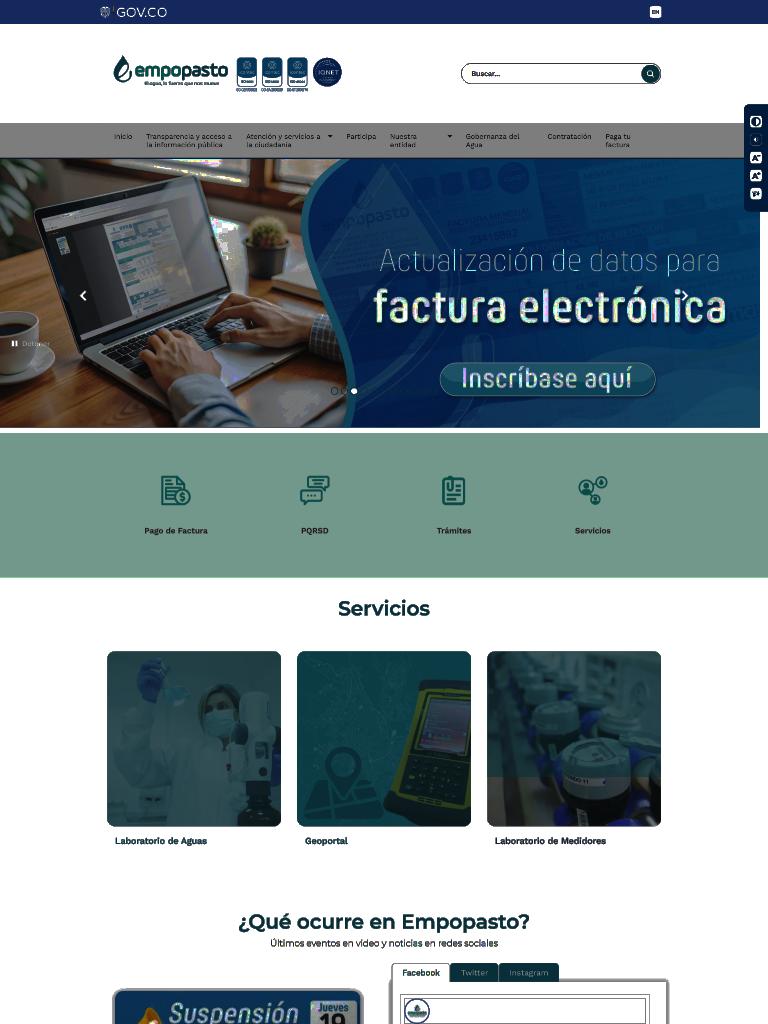 GOV.CO
EN
empopasto
El agua, la fuerza que nos mueve
IQNET
Buscar...
Inicio
Transparencia y acceso a
la información pública
Atención y servicios a
la ciudadanía
Participa
Nuestra
entidad
Gobernanza del
Agua
Contratación
Paga tu
factura
Actualización de datos para
factura electrónica
Inscríbase aquí
Detener
Pago de Factura
PQRSD
Trámites
Servicios
Servicios
Laboratorio de Aguas
Geoportal
Laboratorio de Medidores
¿Qué ocurre en Empopasto?
Últimos eventos en video y noticias en redes sociales
Facebook
Twitter
Instagram
Suspensión
Jueves
19